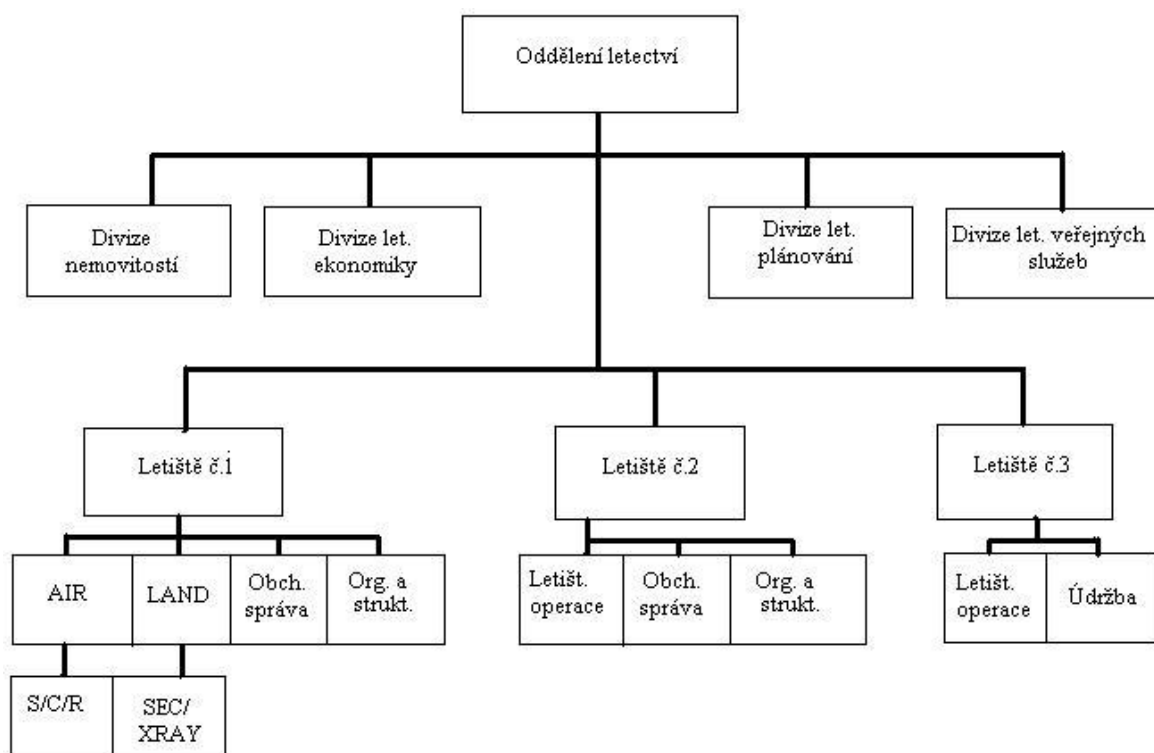 Oddělení letectví
Divize
nemovitostí
Divize let.
ekonomiky
Divize let.
plánování
Divize let. veřejných
služeb
Letiště č.1
Letiště č.2
Letiště č.3
AIR
LAND
Obch.
správa
Org. a
strukt.
Letišt.
operace
Obch.
správa
Org. a
strukt.
Letišt.
operace
Údržba
S/C/R
SEC/
XRAY